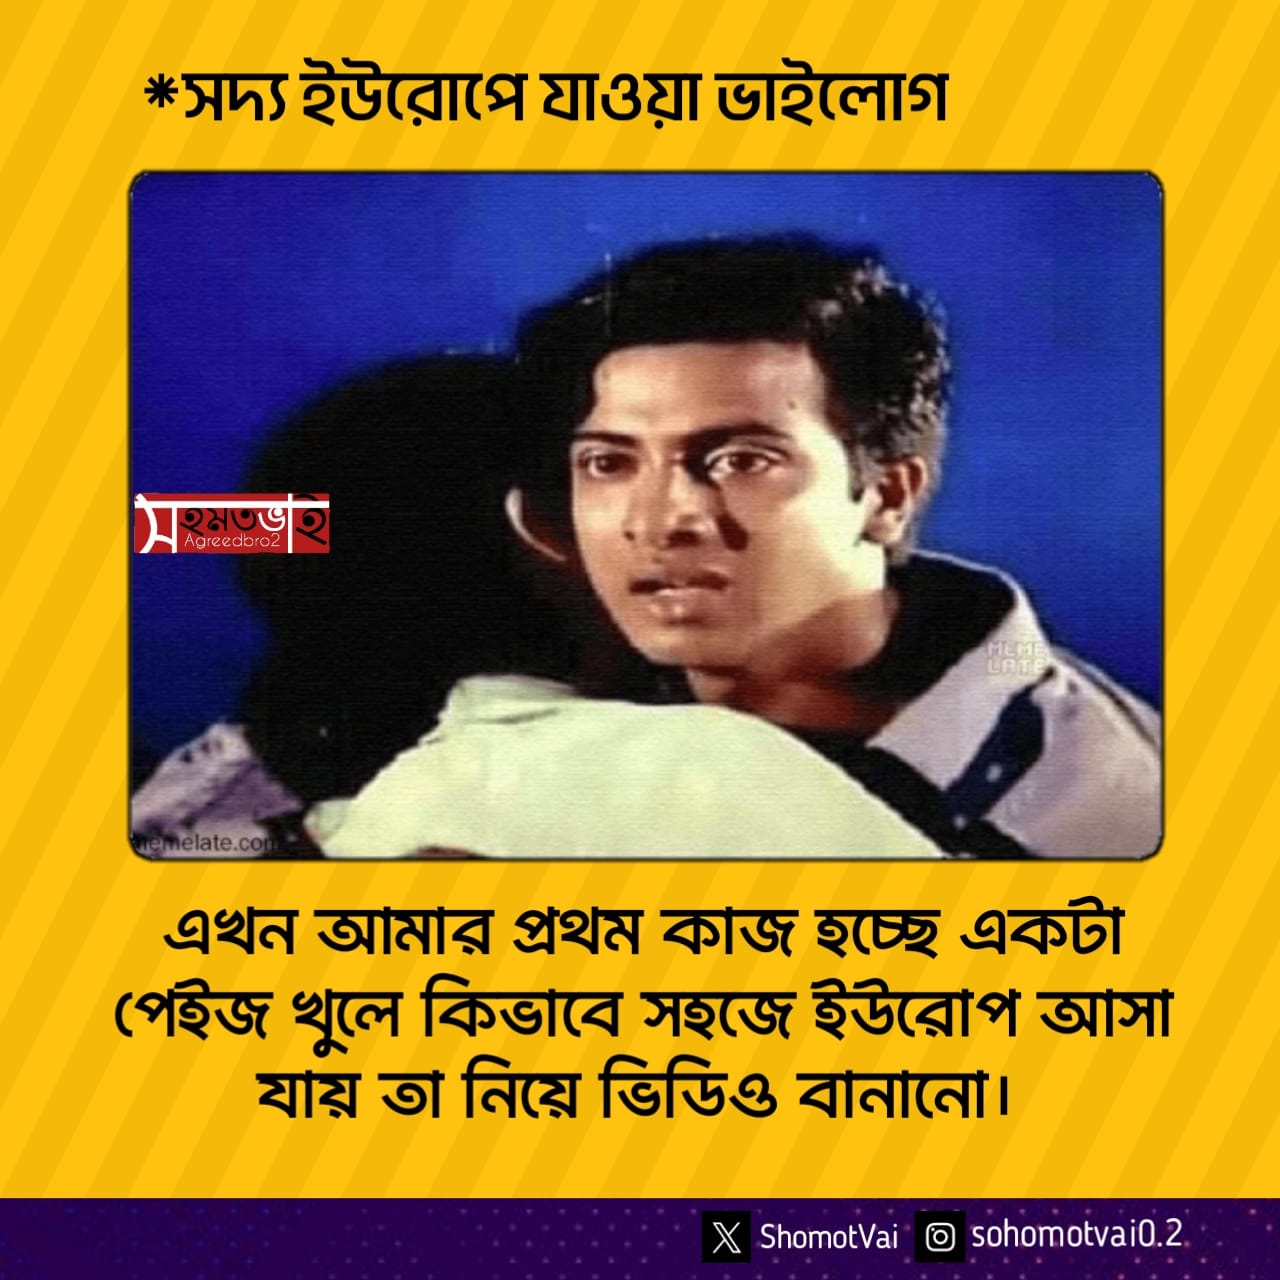 *সদ্য ইউরোপে যাওয়া ভাইলোগ
সহমতভাই
Agreedbro2
MEME
LATE
memelate.com
এখন আমার প্রথম কাজ হচ্ছে একটা
পেইজ খুলে কিভাবে সহজে ইউরোপ আসা
যায় তা নিয়ে ভিডিও বানানো।
ShomotVai sohomotvai0.2